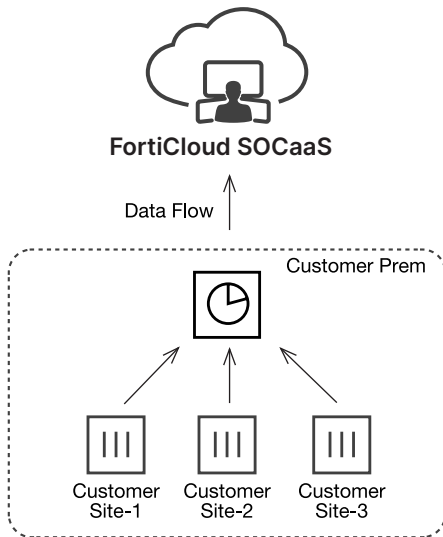 FortiCloud SOCaaS
Data Flow
Customer Prem
Customer
Site-1
Customer
Site-2
Customer
Site-3